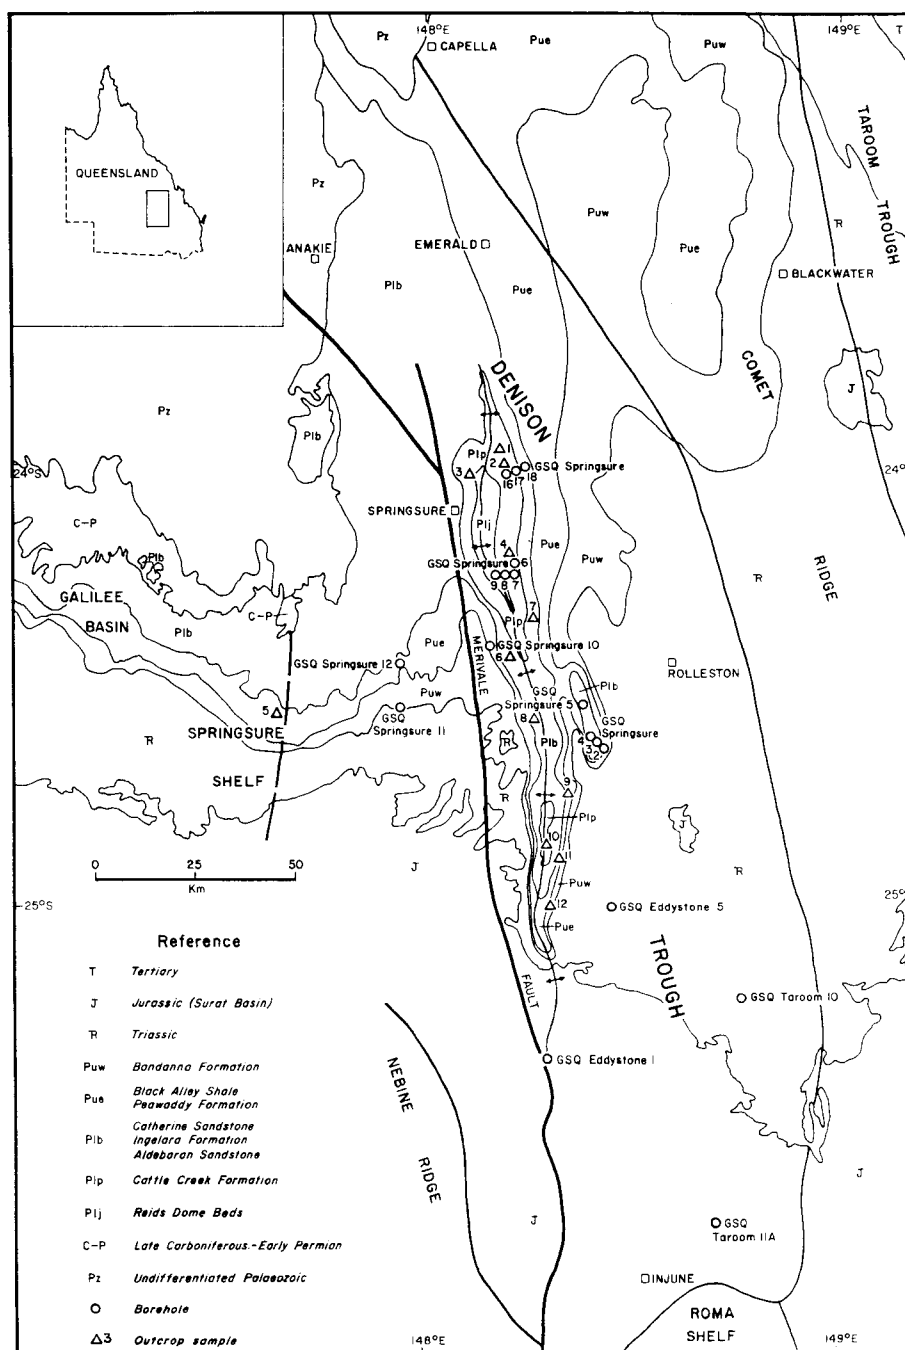 148°E
149°E
T
Pz
CAPELLA
Pue
Puw
QUEENSLAND
Pz
TAROOM
TROUGH
ANAKIE
EMERALD
Puw
R
Pue
BLACKWATER
Plb
Pue
COMET
J
Pz
DENISON
Plb
24°S
24°
Plp
1
2
3
16
17
18
GSQ Springsure
C-P
SPRINGSURE
Plj
4
Pue
Puw
RIDGE
R
Plb
GSQ Springsure
6
9
8
7
GALILEE
BASIN
C-P
Plb
7
Plp
Pue
MERIVALE
GSQ Springsure 10
6
GSQ Springsure 12
ROLLESTON
Plb
Puw
GSQ
Springsure 5
5
GSQ
Springsure 11
8
GSQ
Springsure
4
3
2
SPRINGSURE
R
Plb
SHELF
R
9
Plp
J
10
11
0
25
50
Km
J
R
Puw
25°S
25°
12
GSQ Eddystone 5
Pue
TROUGH
FAULT
GSQ Taroom 10
GSQ Eddystone 1
NEBINE
RIDGE
J
J
GSQ
Taroom 11A
INJUNE
ROMA
SHELF
148°E
149°E
Reference
T Tertiary
J Jurassic (Surat Basin)
R Triassic
Puw Bandanna Formation
Pue Black Alley Shale
Peawaddy Formation
Plb Catherine Sandstone
Ingelara Formation
Aldebaran Sandstone
Plp Cattle Creek Formation
Plj Reids Dome Beds
C-P Late Carboniferous.-Early Permian
Pz Undifferentiated Palaeozoic
Borehole
3 Outcrop sample